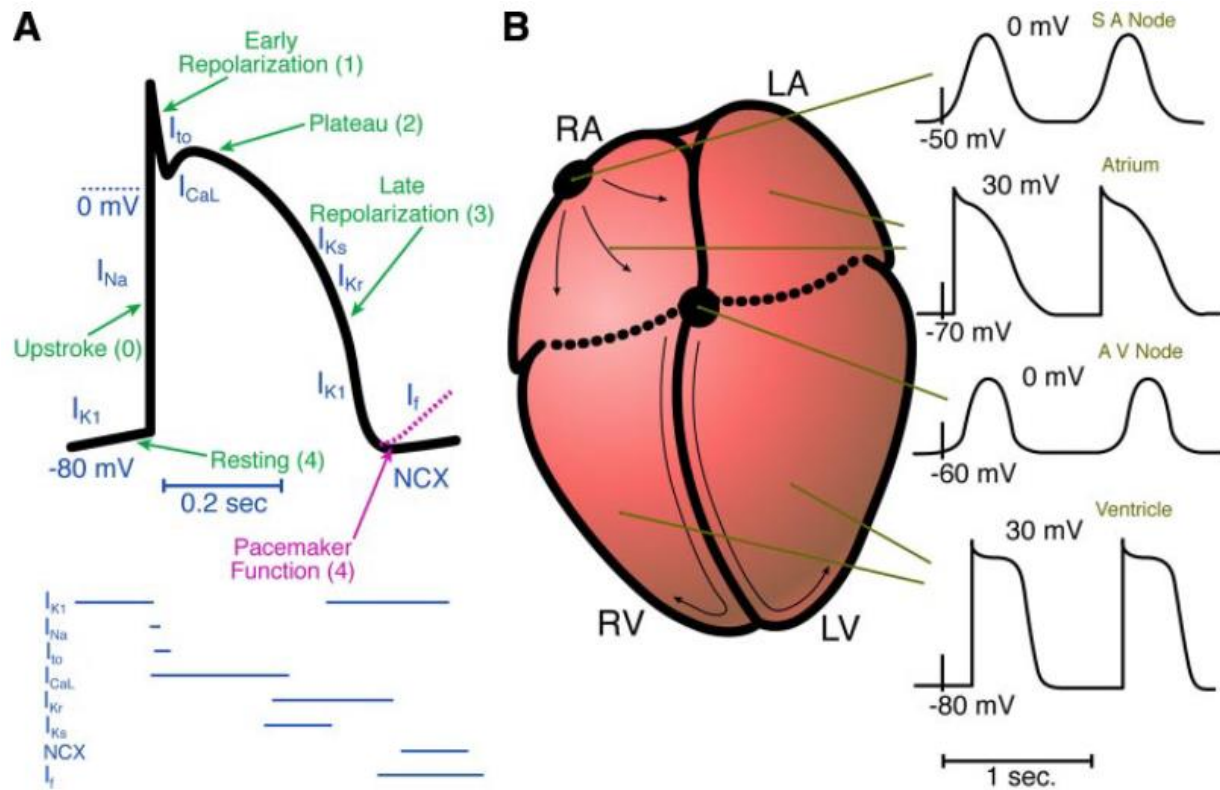 A
Early
Repolarization (1)
Ito
Plateau (2)
ICaL
0 mV
Late
Repolarization (3)
IKs
IKr
INa
Upstroke (0)
IK1
IK1
If
-80 mV
Resting (4)
NCX
0.2 sec
Pacemaker
Function (4)
IK1
INa
Ito
ICaL
IKr
IKs
NCX
If
B
RA
LA
RV
LV
S A Node
0 mV
-50 mV
Atrium
30 mV
-70 mV
A V Node
0 mV
-60 mV
Ventricle
30 mV
-80 mV
1 sec.